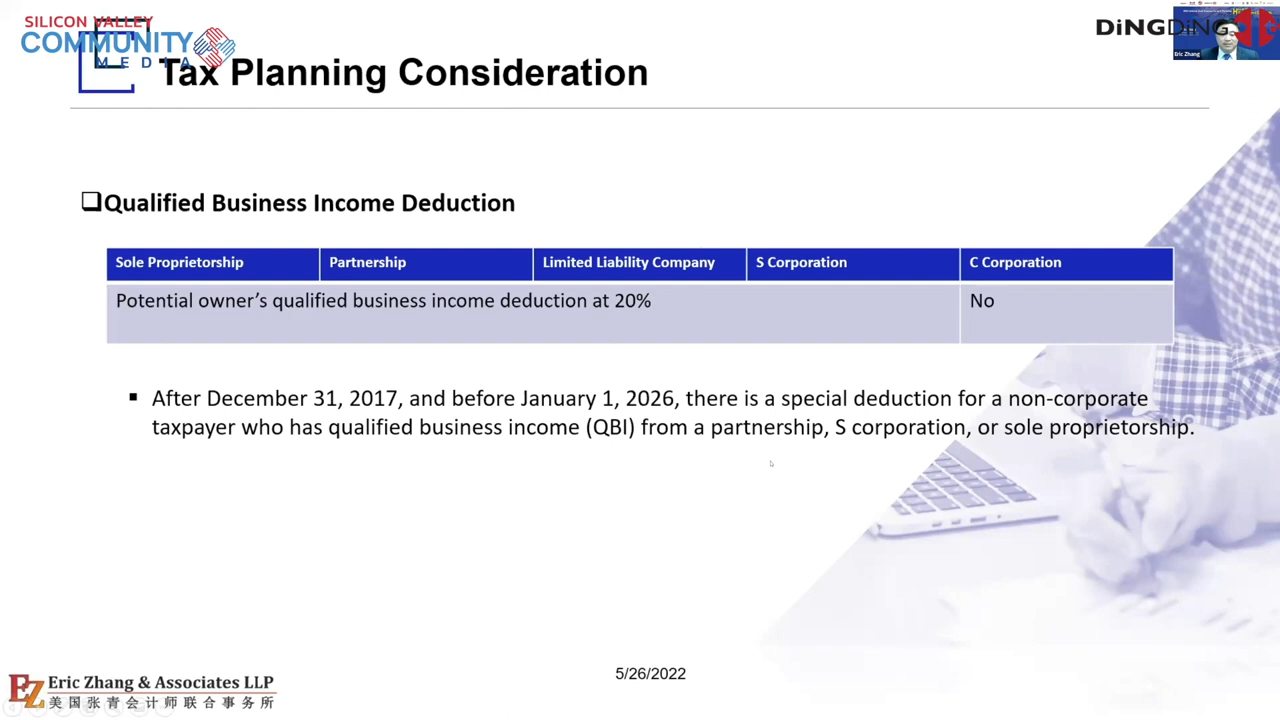 SILICON VALLEY
COMMUNITY
MEDIA
DiNGDiNG
Eric Zhang
Tax Planning Consideration
❑Qualified Business Income Deduction
Sole Proprietorship Partnership Limited Liability Company S Corporation C Corporation
Potential owner’s qualified business income deduction at 20% No
▪ After December 31, 2017, and before January 1, 2026, there is a special deduction for a non-corporate
taxpayer who has qualified business income (QBI) from a partnership, S corporation, or sole proprietorship.
5/26/2022
EZ Eric Zhang & Associates LLP
美国张青会计师联合事务所